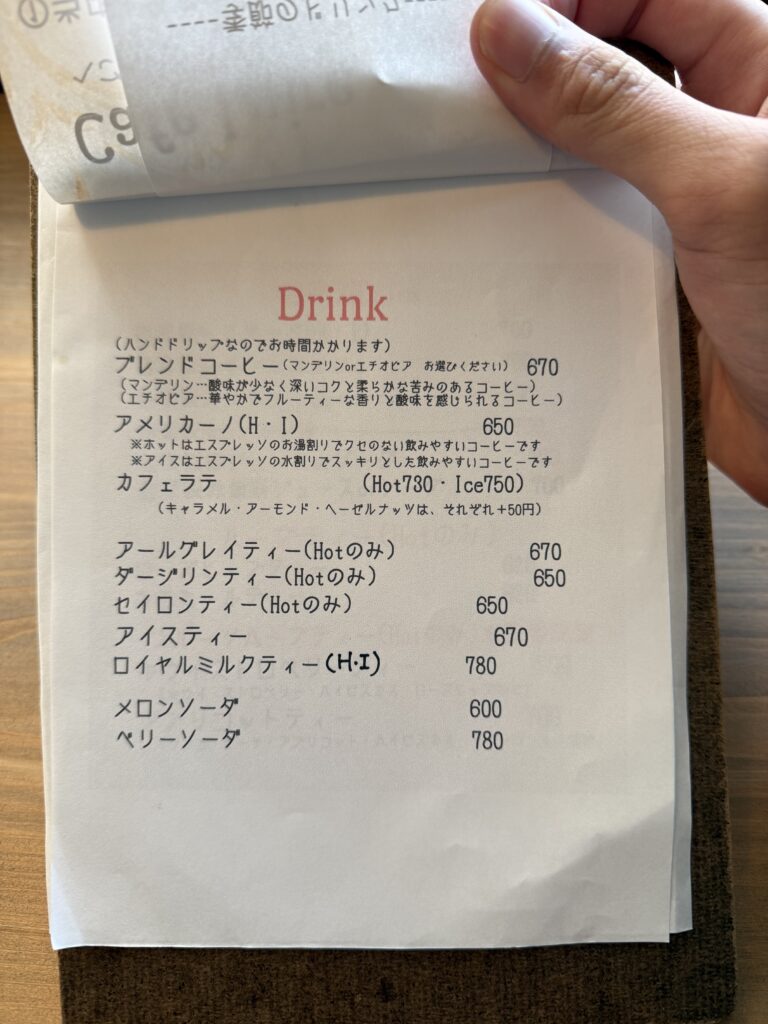 Drink
(ハンドドリップなのでお時間かかります)
ブレンドコーヒー(マンデリンorエチオピア お選びください) 670
(マンデリン…酸味が少なく深いコクと柔らかな苦みのあるコーヒー)
(エチオピア…華やかでフルーティーな香りと酸味を感じられるコーヒー)
アメリカーノ(H・I) 650
※ホットはエスプレッソのお湯割りでクセのない飲みやすいコーヒーです
※アイスはエスプレッソの水割りでスッキリとした飲みやすいコーヒーです
カフェラテ (Hot730・Ice750)
(キャラメル・アーモンド・ヘーゼルナッツは、それぞれ+50円)
アールグレイティー(Hotのみ) 670
ダージリンティー(Hotのみ) 650
セイロンティー(Hotのみ) 650
アイスティー 670
ロイヤルミルクティー(H・I) 780
メロンソーダ 600
ベリーソーダ 780